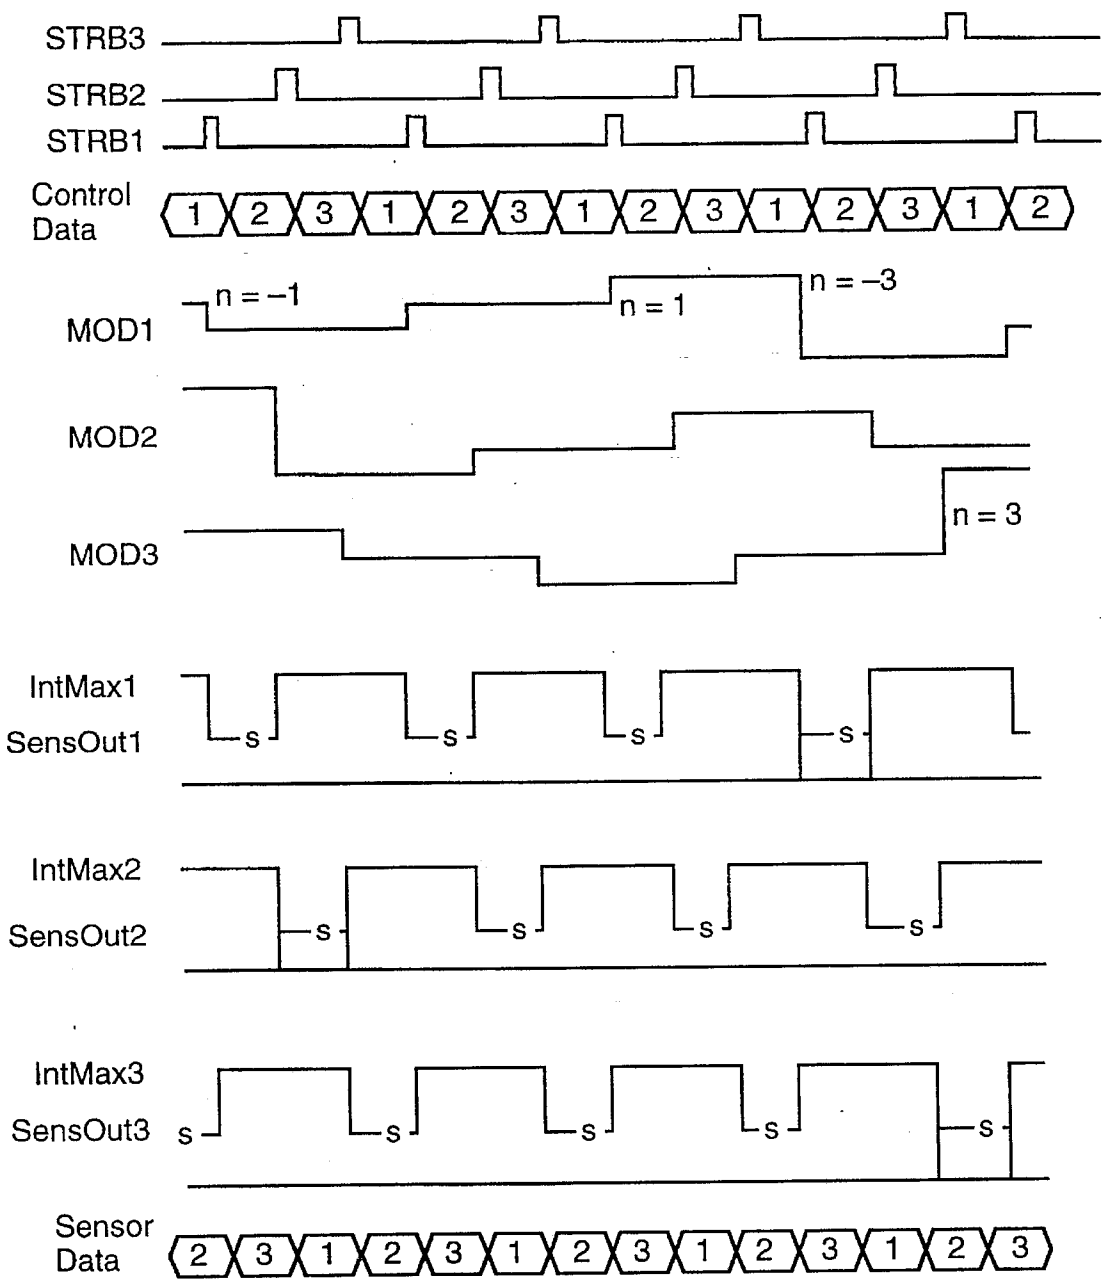 STRB3
STRB2
STRB1
Control
Data
1 2 3 1 2 3 1 2 3 1 2 3 1 2
n = –1
n = 1
n = –3
MOD1
MOD2
MOD3
n = 3
IntMax1
SensOut1
s s s s
IntMax2
SensOut2
s s s s
IntMax3
SensOut3
s s s s s
Sensor
Data
2 3 1 2 3 1 2 3 1 2 3 1 2 3